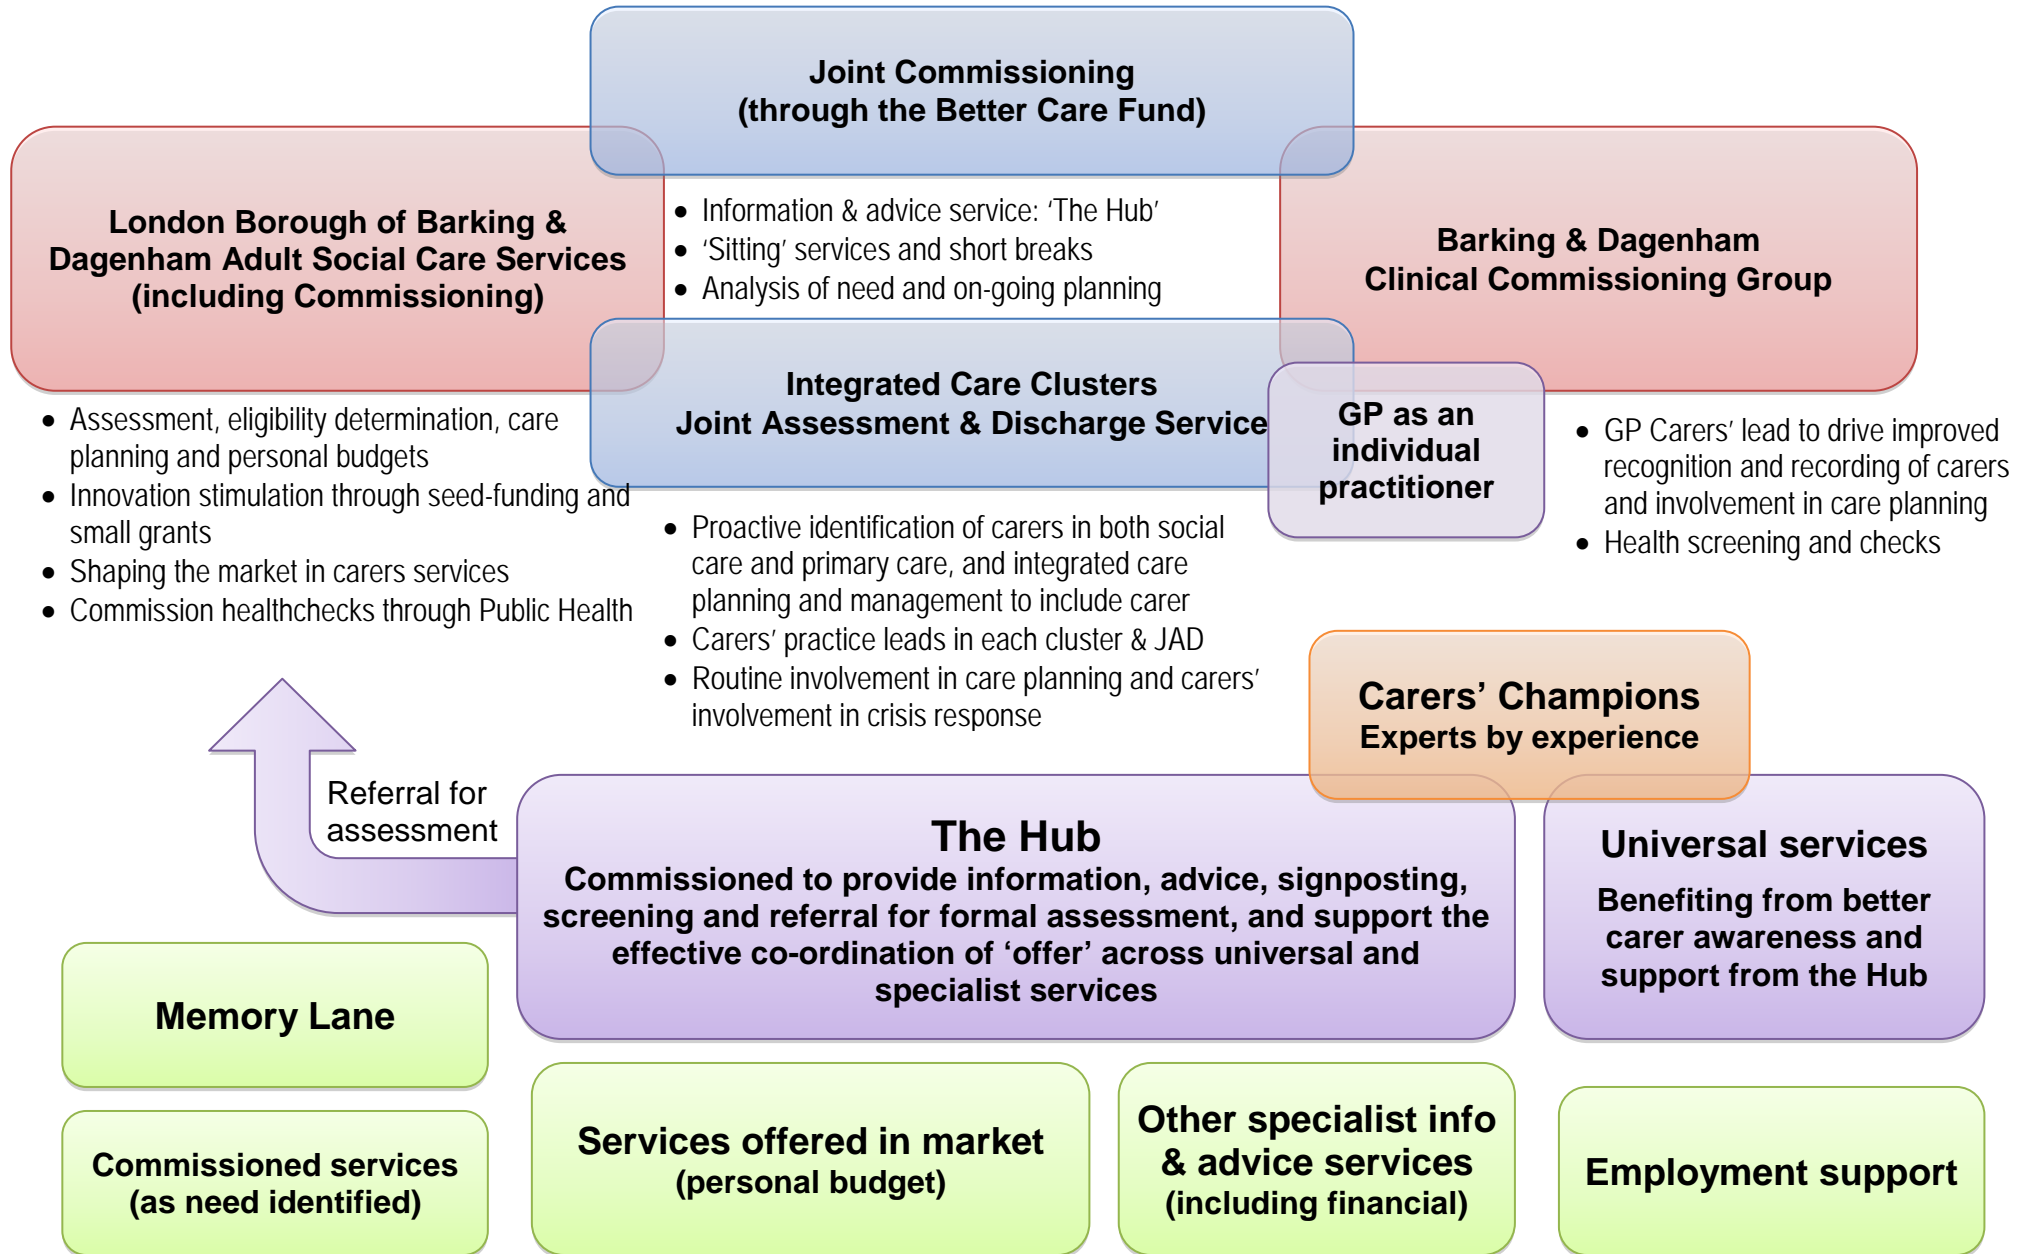 Joint Commissioning
(through the Better Care Fund)
London Borough of Barking &
Dagenham Adult Social Care Services
(including Commissioning)
• Information & advice service: ‘The Hub’
• ‘Sitting’ services and short breaks
• Analysis of need and on-going planning
Barking & Dagenham
Clinical Commissioning Group
Integrated Care Clusters
Joint Assessment & Discharge Service
GP as an
individual
practitioner
• Assessment, eligibility determination, care
planning and personal budgets
• Innovation stimulation through seed-funding and
small grants
• Shaping the market in carers services
• Commission healthchecks through Public Health
• Proactive identification of carers in both social
care and primary care, and integrated care
planning and management to include carer
• Carers’ practice leads in each cluster & JAD
• Routine involvement in care planning and carers’
involvement in crisis response
• GP Carers’ lead to drive improved
recognition and recording of carers
and involvement in care planning
• Health screening and checks
Carers’ Champions
Experts by experience
Referral for
assessment
The Hub
Commissioned to provide information, advice, signposting,
screening and referral for formal assessment, and support the
effective co-ordination of ‘offer’ across universal and
specialist services
Universal services
Benefiting from better
carer awareness and
support from the Hub
Memory Lane
Commissioned services
(as need identified)
Services offered in market
(personal budget)
Other specialist info
& advice services
(including financial)
Employment support